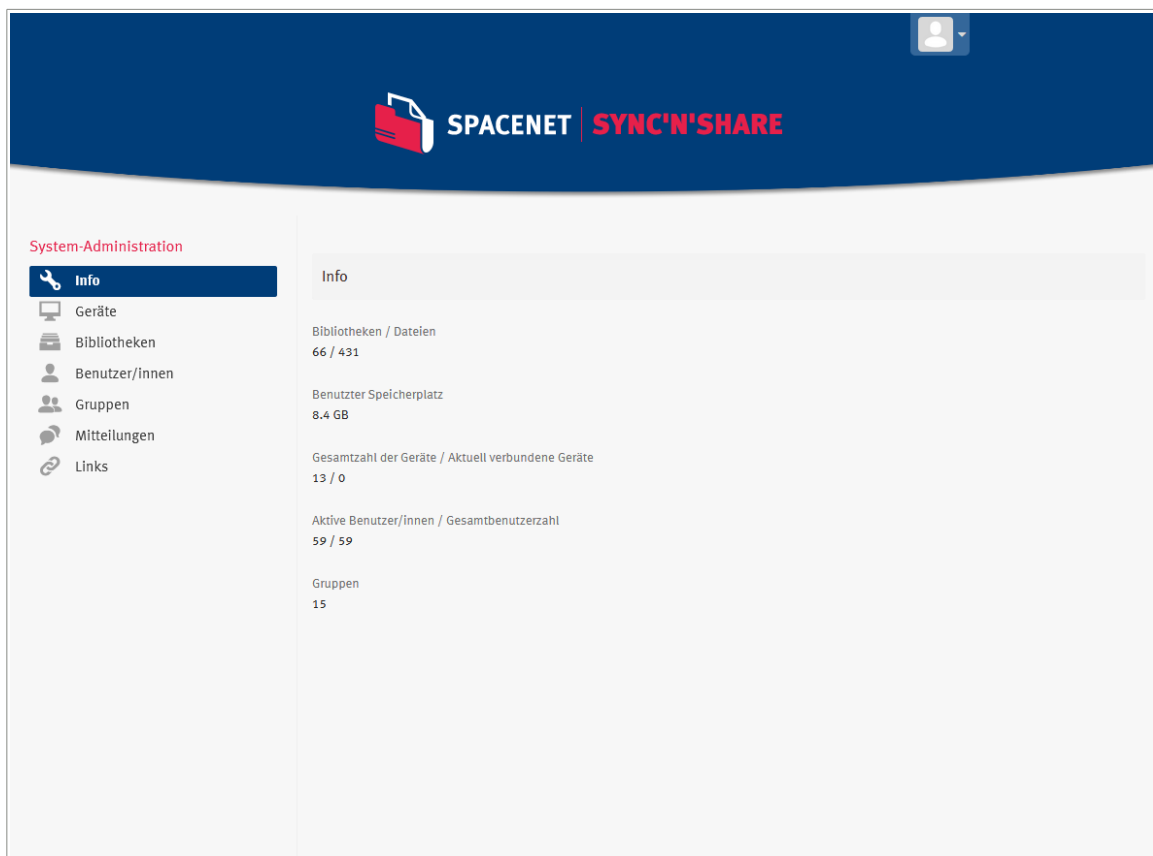 SPACENET SYNC'N'SHARE
System-Administration
Info
Geräte
Bibliotheken
Benutzer/innen
Gruppen
Mitteilungen
Links
Info
Bibliotheken / Dateien
66 / 431
Benutzter Speicherplatz
8.4 GB
Gesamtzahl der Geräte / Aktuell verbundene Geräte
13 / 0
Aktive Benutzer/innen / Gesamtbenutzerzahl
59 / 59
Gruppen
15